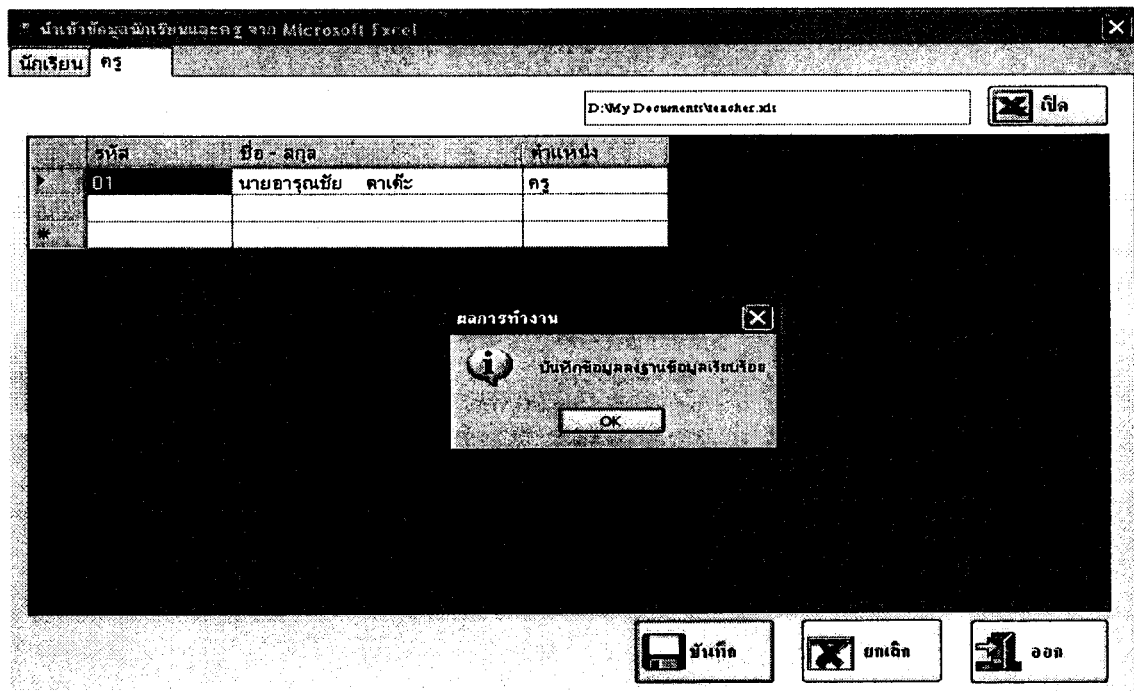 นำเข้าข้อมูลนักเรียนและครู จาก Microsoft Excel
นักเรียน ครู
D:\My Documents\teacher.xls เปิด
รหัส ชื่อ - สกุล ตำแหน่ง
01 นายอารุณชัย ตาเต๊ะ ครู
ผลการทำงาน
บันทึกข้อมูลลงฐานข้อมูลเรียบร้อย
OK
บันทึก ยกเลิก ออก